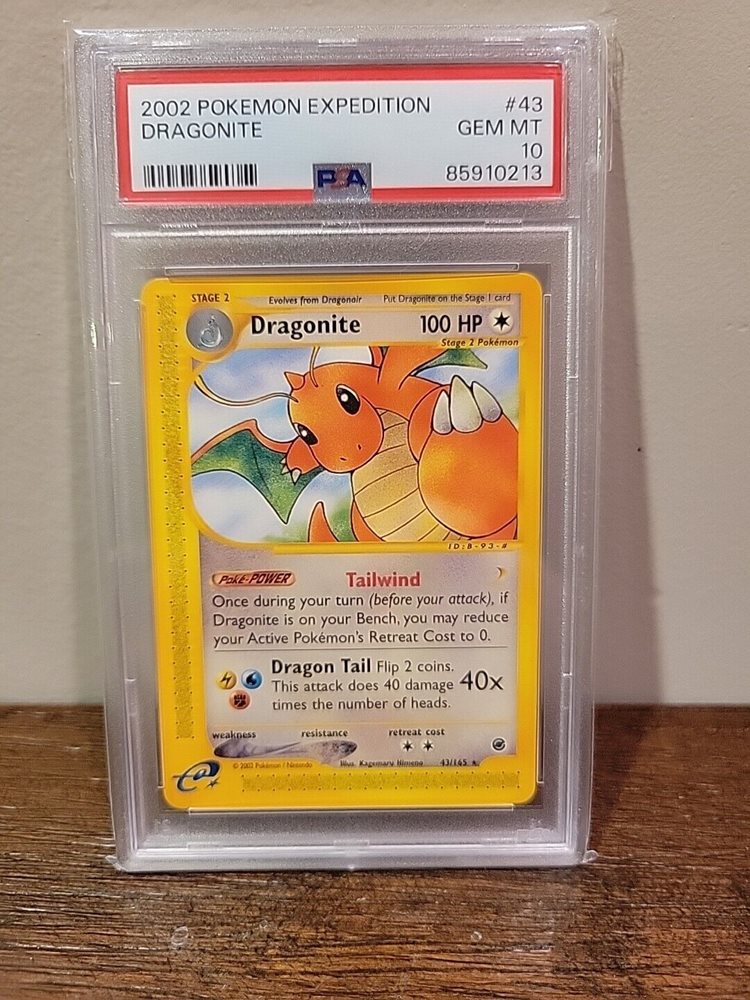 2002 POKEMON EXPEDITION #43
DRAGONITE GEM MT
10
PSA 85910213
STAGE 2 Evolves from Dragonair Put Dragonite on the Stage 1 card
Dragonite 100 HP
Stage 2 Pokémon
ID:B-93-#
Poké-POWER Tailwind
Once during your turn (before your attack), if
Dragonite is on your Bench, you may reduce
your Active Pokémon's Retreat Cost to 0.
Dragon Tail Flip 2 coins.
This attack does 40 damage 40x
times the number of heads.
weakness resistance retreat cost
© 2002 Pokémon / Nintendo Illus. Kagemaru Himeno 43/165 ★
e